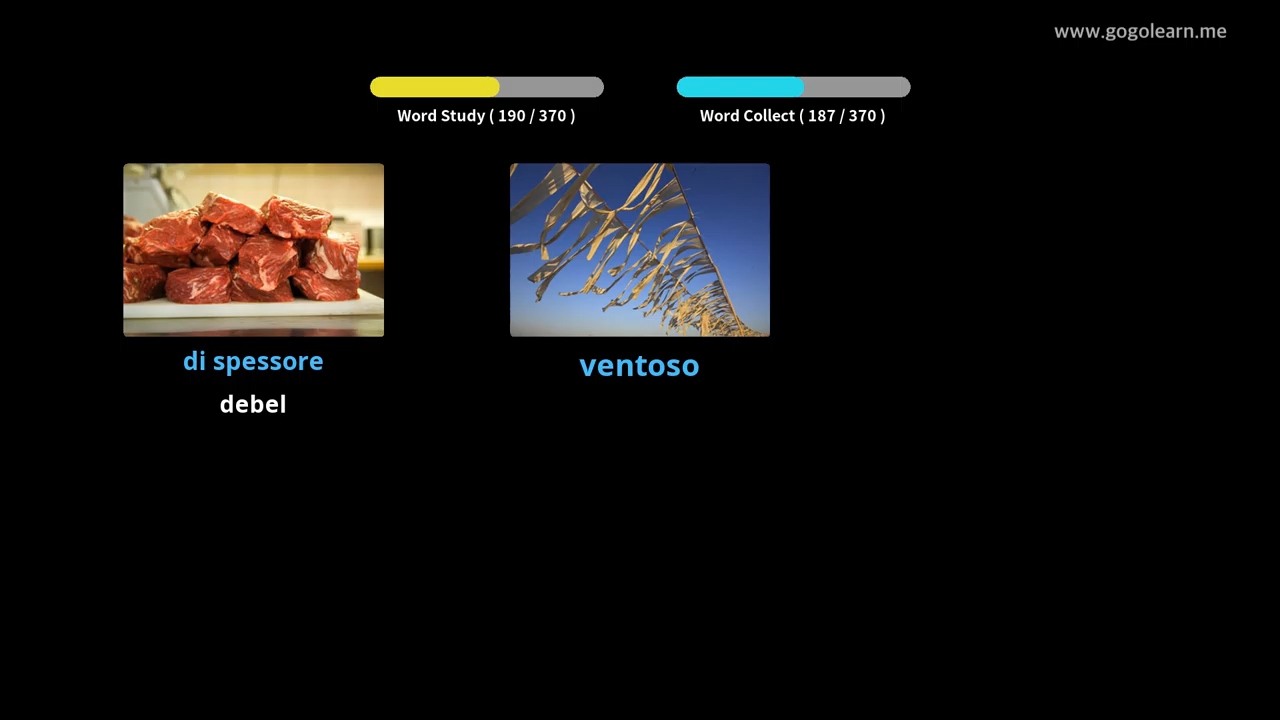 www.gogolearn.me
Word Study ( 190 / 370 )
Word Collect ( 187 / 370 )
di spessore
debel
ventoso